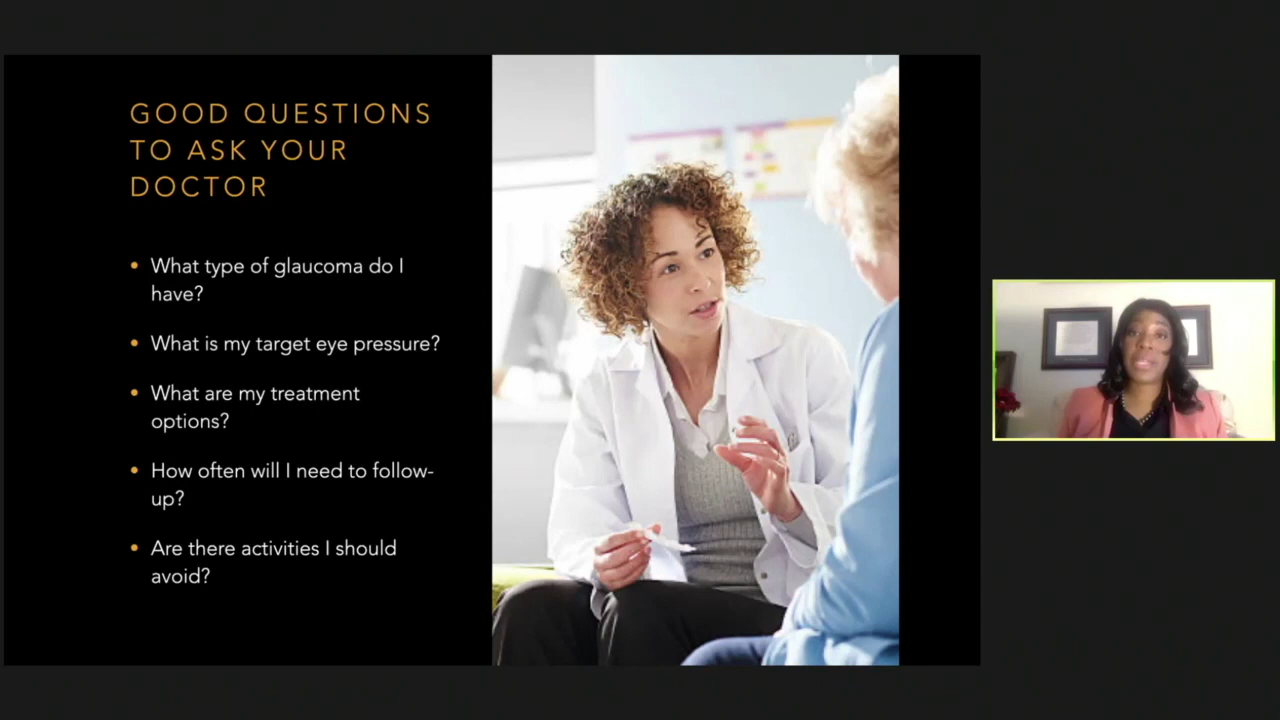 GOOD QUESTIONS
TO ASK YOUR
DOCTOR
• What type of glaucoma do I
have?
• What is my target eye pressure?
• What are my treatment
options?
• How often will I need to follow-
up?
• Are there activities I should
avoid?